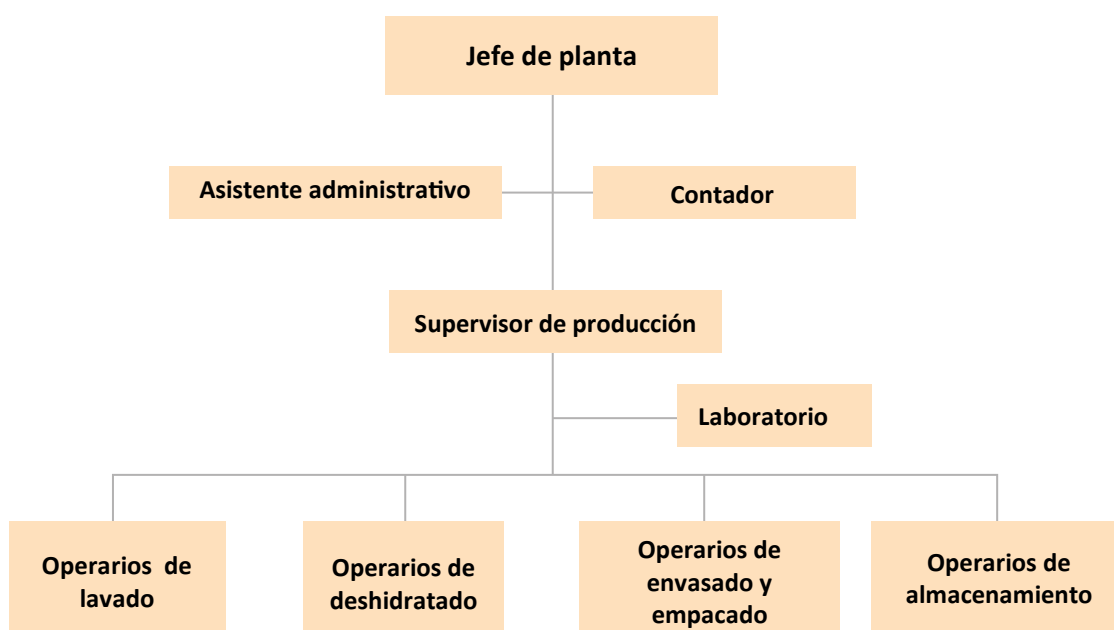 Jefe de planta
Asistente administrativo
Contador
Supervisor de producción
Laboratorio
Operarios de
lavado
Operarios de
deshidratado
Operarios de
envasado y
empacado
Operarios de
almacenamiento